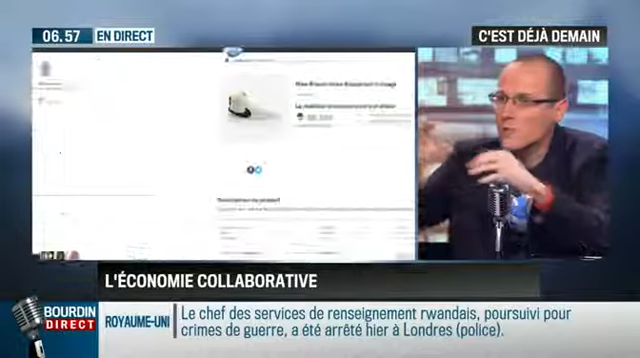 06.57 EN DIRECT
C'EST DÉJÀ DEMAIN
L'ÉCONOMIE COLLABORATIVE
BOURDIN
DIRECT
ROYAUME-UNI
Le chef des services de renseignement rwandais, poursuivi pour
crimes de guerre, a été arrêté hier à Londres (police).